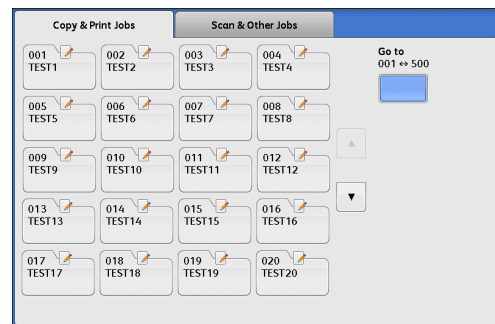 Copy & Print Jobs
Scan & Other Jobs
001
TEST1
002
TEST2
003
TEST3
004
TEST4
Go to
001 ↔ 500
005
TEST5
006
TEST6
007
TEST7
008
TEST8
009
TEST9
010
TEST10
011
TEST11
012
TEST12
013
TEST13
014
TEST14
015
TEST15
016
TEST16
017
TEST17
018
TEST18
019
TEST19
020
TEST20